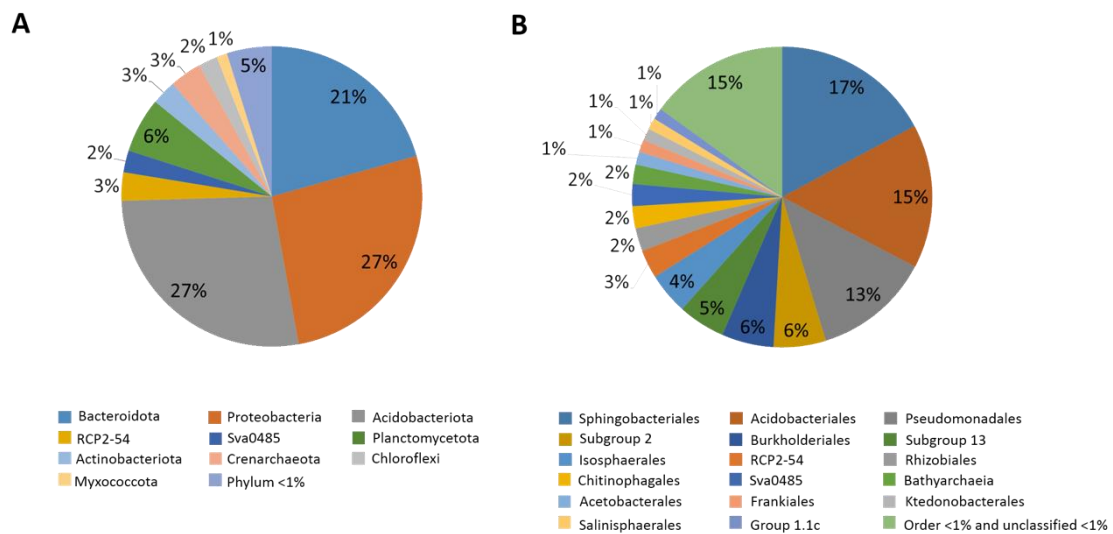 A
B
1%
2%
3%
3%
5%
21%
6%
2%
3%
27%
27%
1%
1%
1%
1%
1%
2%
2%
2%
2%
3%
15%
17%
15%
13%
6%
6%
5%
4%
Bacteroidota Proteobacteria Acidobacteriota
RCP2-54 Sva0485 Planctomycetota
Actinobacteriota Crenarchaeota Chloroflexi
Myxococcota Phylum <1%
Sphingobacteriales Acidobacteriales Pseudomonadales
Subgroup 2 Burkholderiales Subgroup 13
Isosphaerales RCP2-54 Rhizobiales
Chitinophagales Sva0485 Bathyarchaeia
Acetobacterales Frankiales Ktedonobacterales
Salinisphaerales Group 1.1c Order <1% and unclassified <1%